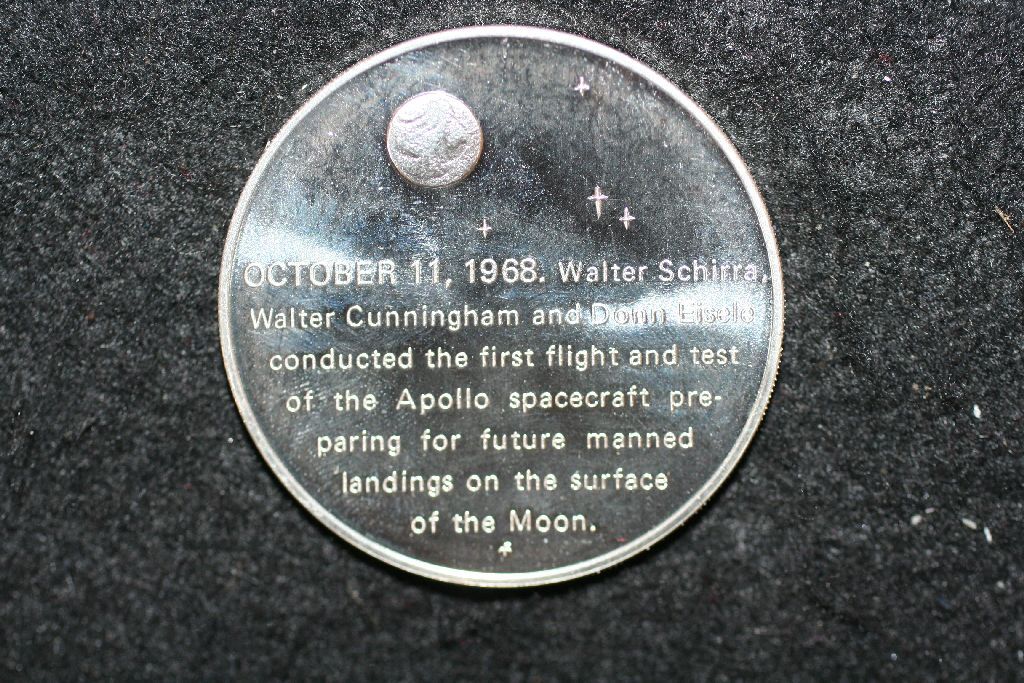 OCTOBER 11, 1968. Walter Schirra,
Walter Cunningham and Donn Eisele
conducted the first flight and test
of the Apollo spacecraft pre-
paring for future manned
landings on the surface
of the Moon.